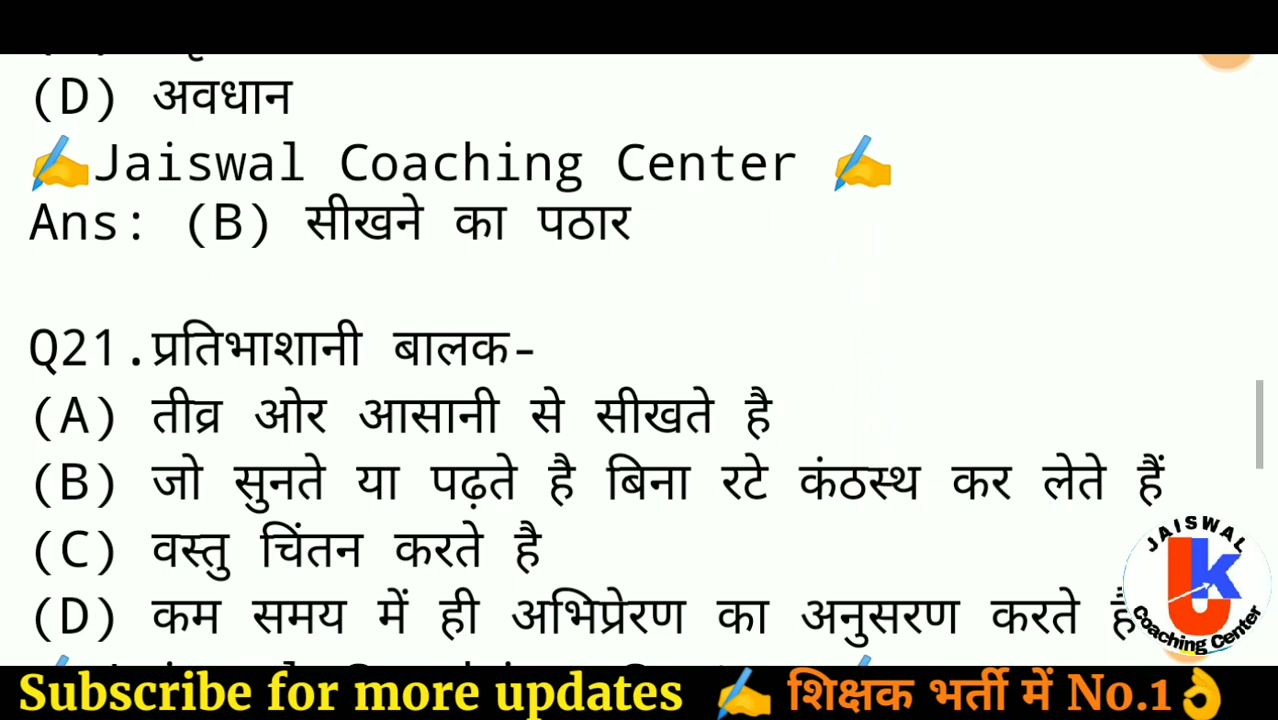 (D) अवधान
✍Jaiswal Coaching Center ✍
Ans: (B) सीखने का पठार
Q21.प्रतिभाशानी बालक-
(A) तीव्र ओर आसानी से सीखते है
(B) जो सुनते या पढ़ते है बिना रटे कंठस्थ कर लेते हैं
(C) वस्तु चिंतन करते है
(D) कम समय में ही अभिप्रेरण का अनुसरण करते
JAISWAL
UK
Coaching Center
Subscribe for more updates ✍ शिक्षक भर्ती में No.1👌